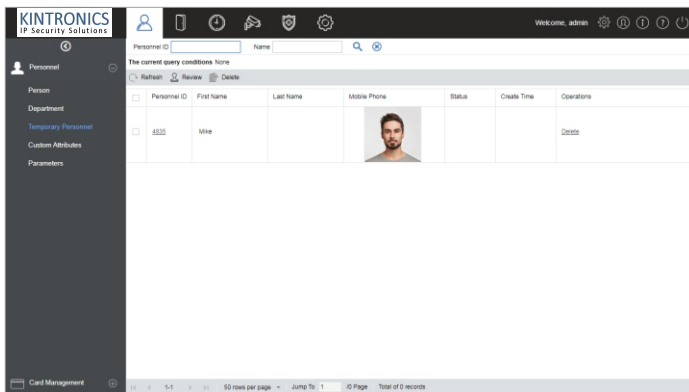 KINTRONICS
IP Security Solutions
Welcome, admin
Personnel ID
Name
The current query conditions None
Refresh Review Delete
Personnel
Person
Department
Temporary Personnel
Custom Attributes
Parameters
Personnel ID First Name Last Name Mobile Phone Status Create Time Operations
4835 Mike Delete
Card Management
1-1 50 rows per page Jump To 1 /0 Page Total of 0 records